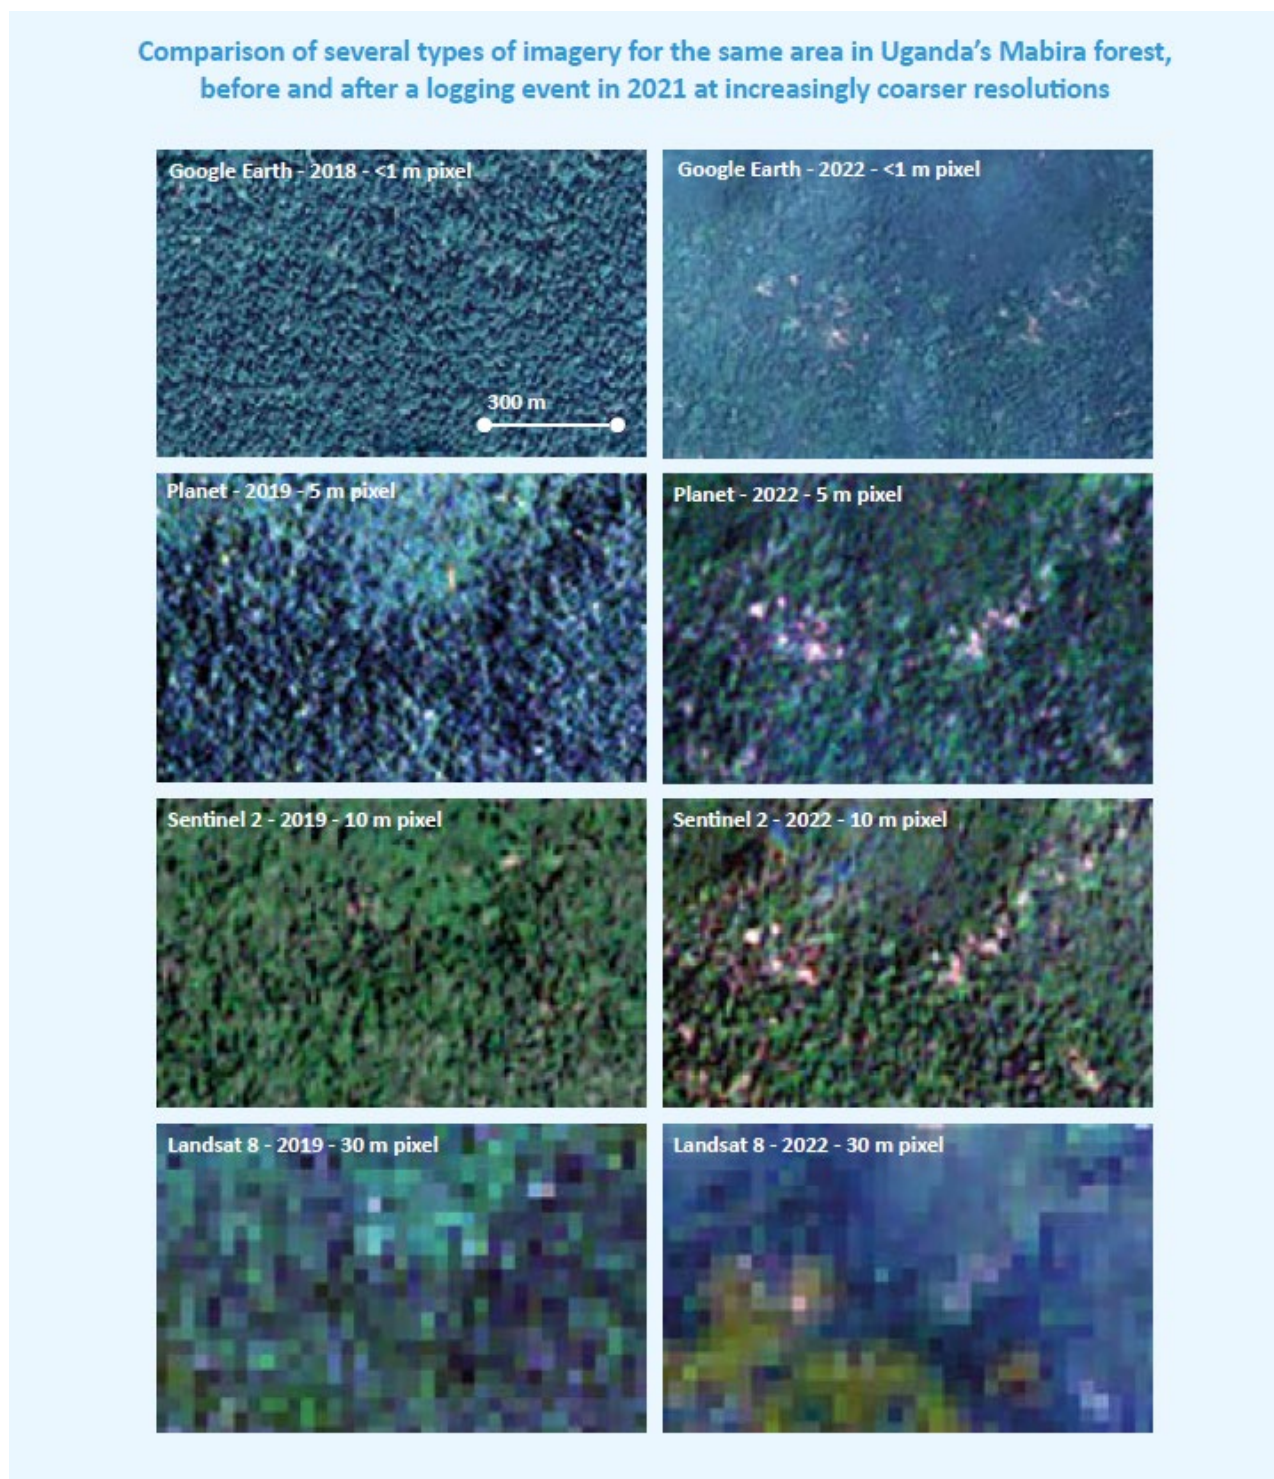 Comparison of several types of imagery for the same area in Uganda’s Mabira forest,
before and after a logging event in 2021 at increasingly coarser resolutions
Google Earth - 2018 - <1 m pixel
Google Earth - 2022 - <1 m pixel
300 m
Planet - 2019 - 5 m pixel
Planet - 2022 - 5 m pixel
Sentinel 2 - 2019 - 10 m pixel
Sentinel 2 - 2022 - 10 m pixel
Landsat 8 - 2019 - 30 m pixel
Landsat 8 - 2022 - 30 m pixel